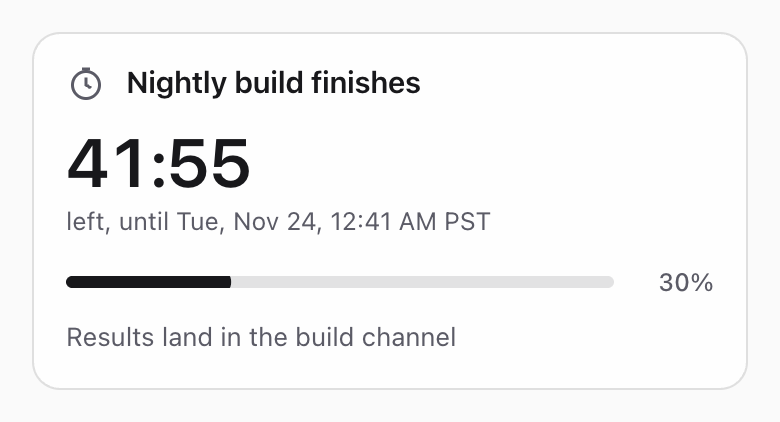 Nightly build finishes
41:55
left, until Tue, Nov 24, 12:41 AM PST
30%
Results land in the build channel